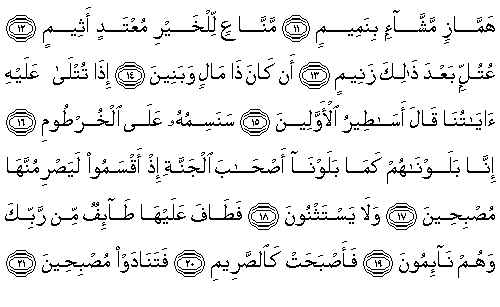 هَمَّازٍ مَّشَّآءٍۭ بِنَمِيمٍ ١١ مَّنَّاعٍ لِّلْخَيْرِ مُعْتَدٍ أَثِيمٍ ١٢
عُتُلٍّۭ بَعْدَ ذَٰلِكَ زَنِيمٍ ١٣ أَن كَانَ ذَا مَالٍ وَبَنِينَ ١٤ إِذَا تُتْلَىٰ عَلَيْهِ
ءَايَـٰتُنَا قَالَ أَسَـٰطِيرُ ٱلْأَوَّلِينَ ١٥ سَنَسِمُهُۥ عَلَى ٱلْخُرْطُومِ ١٦
إِنَّا بَلَوْنَـٰهُمْ كَمَا بَلَوْنَآ أَصْحَـٰبَ ٱلْجَنَّةِ إِذْ أَقْسَمُوا۟ لَيَصْرِمُنَّهَا
مُصْبِحِينَ ١٧ وَلَا يَسْتَثْنُونَ ١٨ فَطَافَ عَلَيْهَا طَآئِفٌ مِّن رَّبِّكَ
وَهُمْ نَآئِمُونَ ١٩ فَأَصْبَحَتْ كَٱلصَّرِيمِ ٢٠ فَتَنَادَوْا۟ مُصْبِحِينَ ٢١